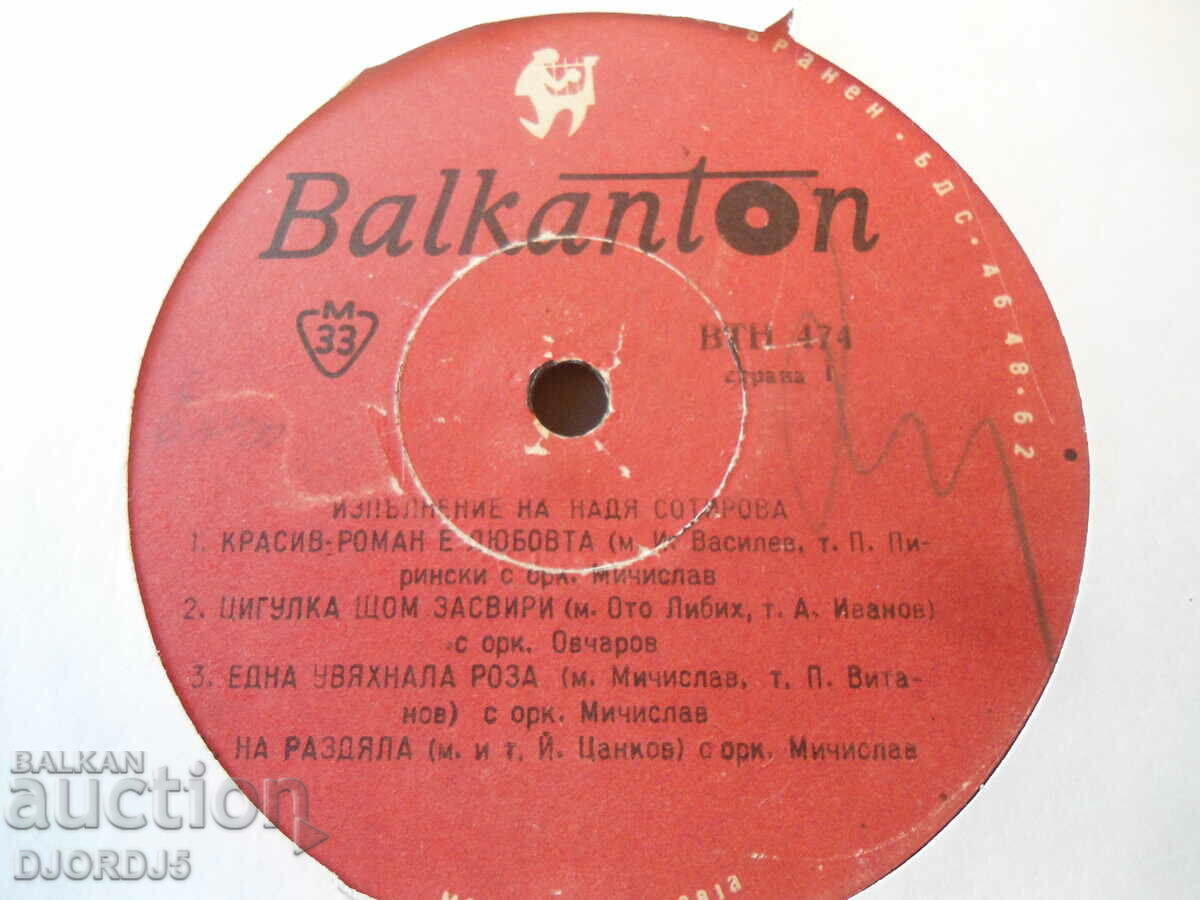 Balkanton
M
33
ВТН 474
страна I
ИЗПЪЛНЕНИЕ НА НАДЯ СОТИРОВА
1. КРАСИВ РОМАН Е ЛЮБОВТА (м. И. Василев, т. П. Пи-
рински с орк. Мичислав
2. ЦИГУЛКА ЩОМ ЗАСВИРИ (м. Ото Либих, т. А. Иванов)
с орк. Овчаров
3. ЕДНА УВЯХНАЛА РОЗА (м. Мичислав, т. П. Вита-
нов) с орк. Мичислав
НА РАЗДЯЛА (м. и т. Й. Цанков) с орк. Мичислав
БДС·4648·62
BALKAN
auction
DJORDJ5